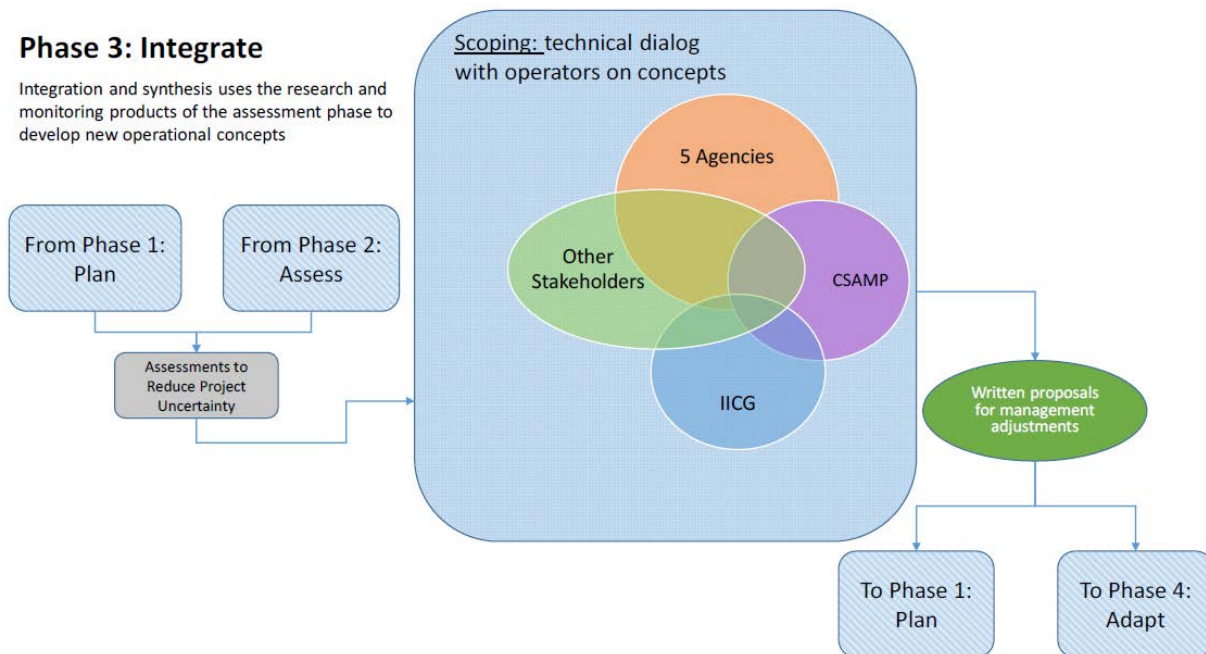 Phase 3: Integrate
Integration and synthesis uses the research and
monitoring products of the assessment phase to
develop new operational concepts
From Phase 1:
Plan
From Phase 2:
Assess
Assessments to
Reduce Project
Uncertainty
Scoping: technical dialog
with operators on concepts
5 Agencies
Other
Stakeholders
CSAMP
IICG
Written proposals
for management
adjustments
To Phase 1:
Plan
To Phase 4:
Adapt